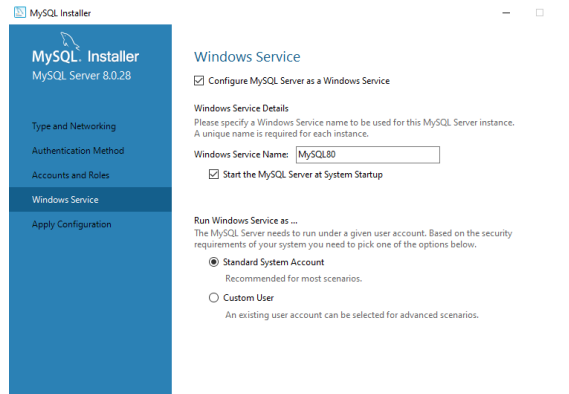 MySQL Installer
MySQL. Installer
MySQL Server 8.0.28
Type and Networking
Authentication Method
Accounts and Roles
Windows Service
Apply Configuration
Windows Service
Configure MySQL Server as a Windows Service
Windows Service Details
Please specify a Windows Service name to be used for this MySQL Server instance.
A unique name is required for each instance.
Windows Service Name: MySQL80
Start the MySQL Server at System Startup
Run Windows Service as ...
The MySQL Server needs to run under a given user account. Based on the security
requirements of your system you need to pick one of the options below.
Standard System Account
Recommended for most scenarios.
Custom User
An existing user account can be selected for advanced scenarios.